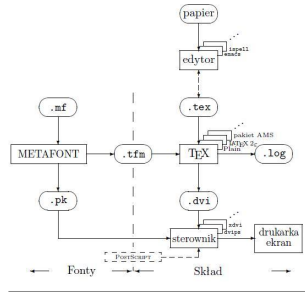 papier
edytor
ispell
emacs
.mf
.tex
pakiet AMS
LATEX 2ε
Plain
METAFONT
.tfm
TEX
.log
.pk
.dvi
xdvi
dvips
sterownik
drukarka
ekran
POSTSCRIPT
Fonty
Skład